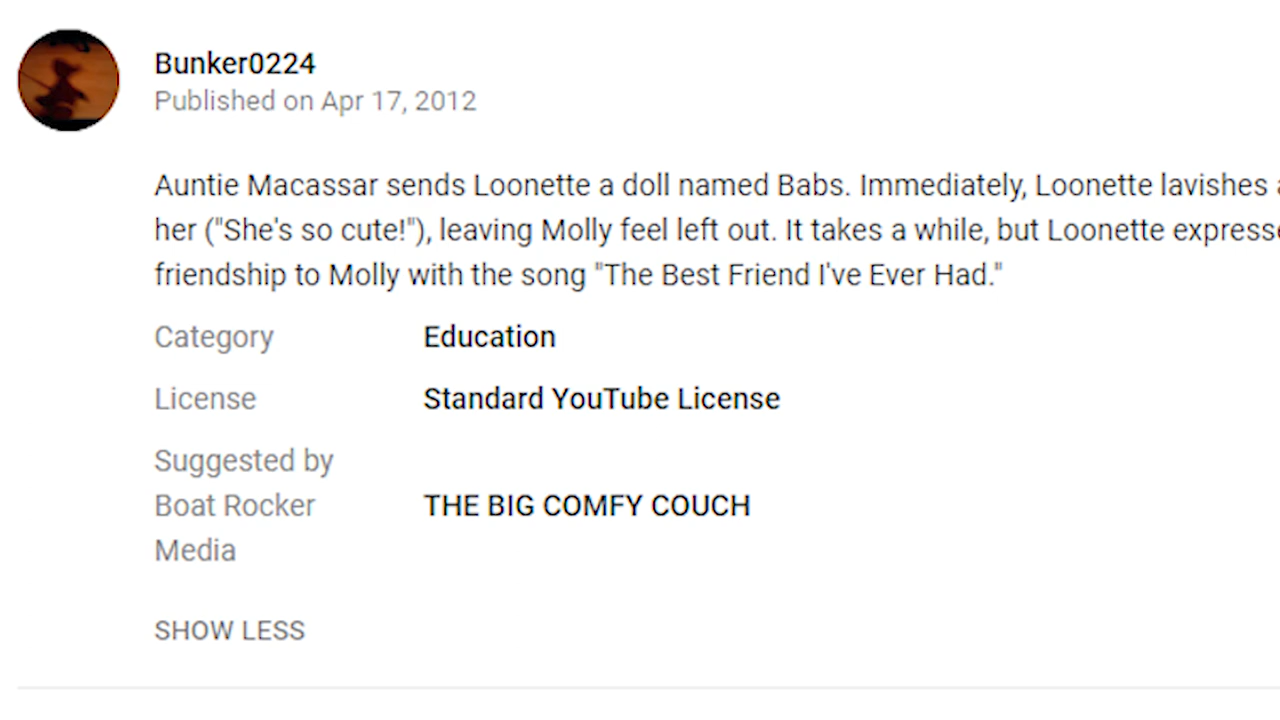 Bunker0224
Published on Apr 17, 2012
Auntie Macassar sends Loonette a doll named Babs. Immediately, Loonette lavishes
her ("She's so cute!"), leaving Molly feel left out. It takes a while, but Loonette
friendship to Molly with the song "The Best Friend I've Ever Had."
Category Education
License Standard YouTube License
Suggested by
Boat Rocker THE BIG COMFY COUCH
Media
SHOW LESS